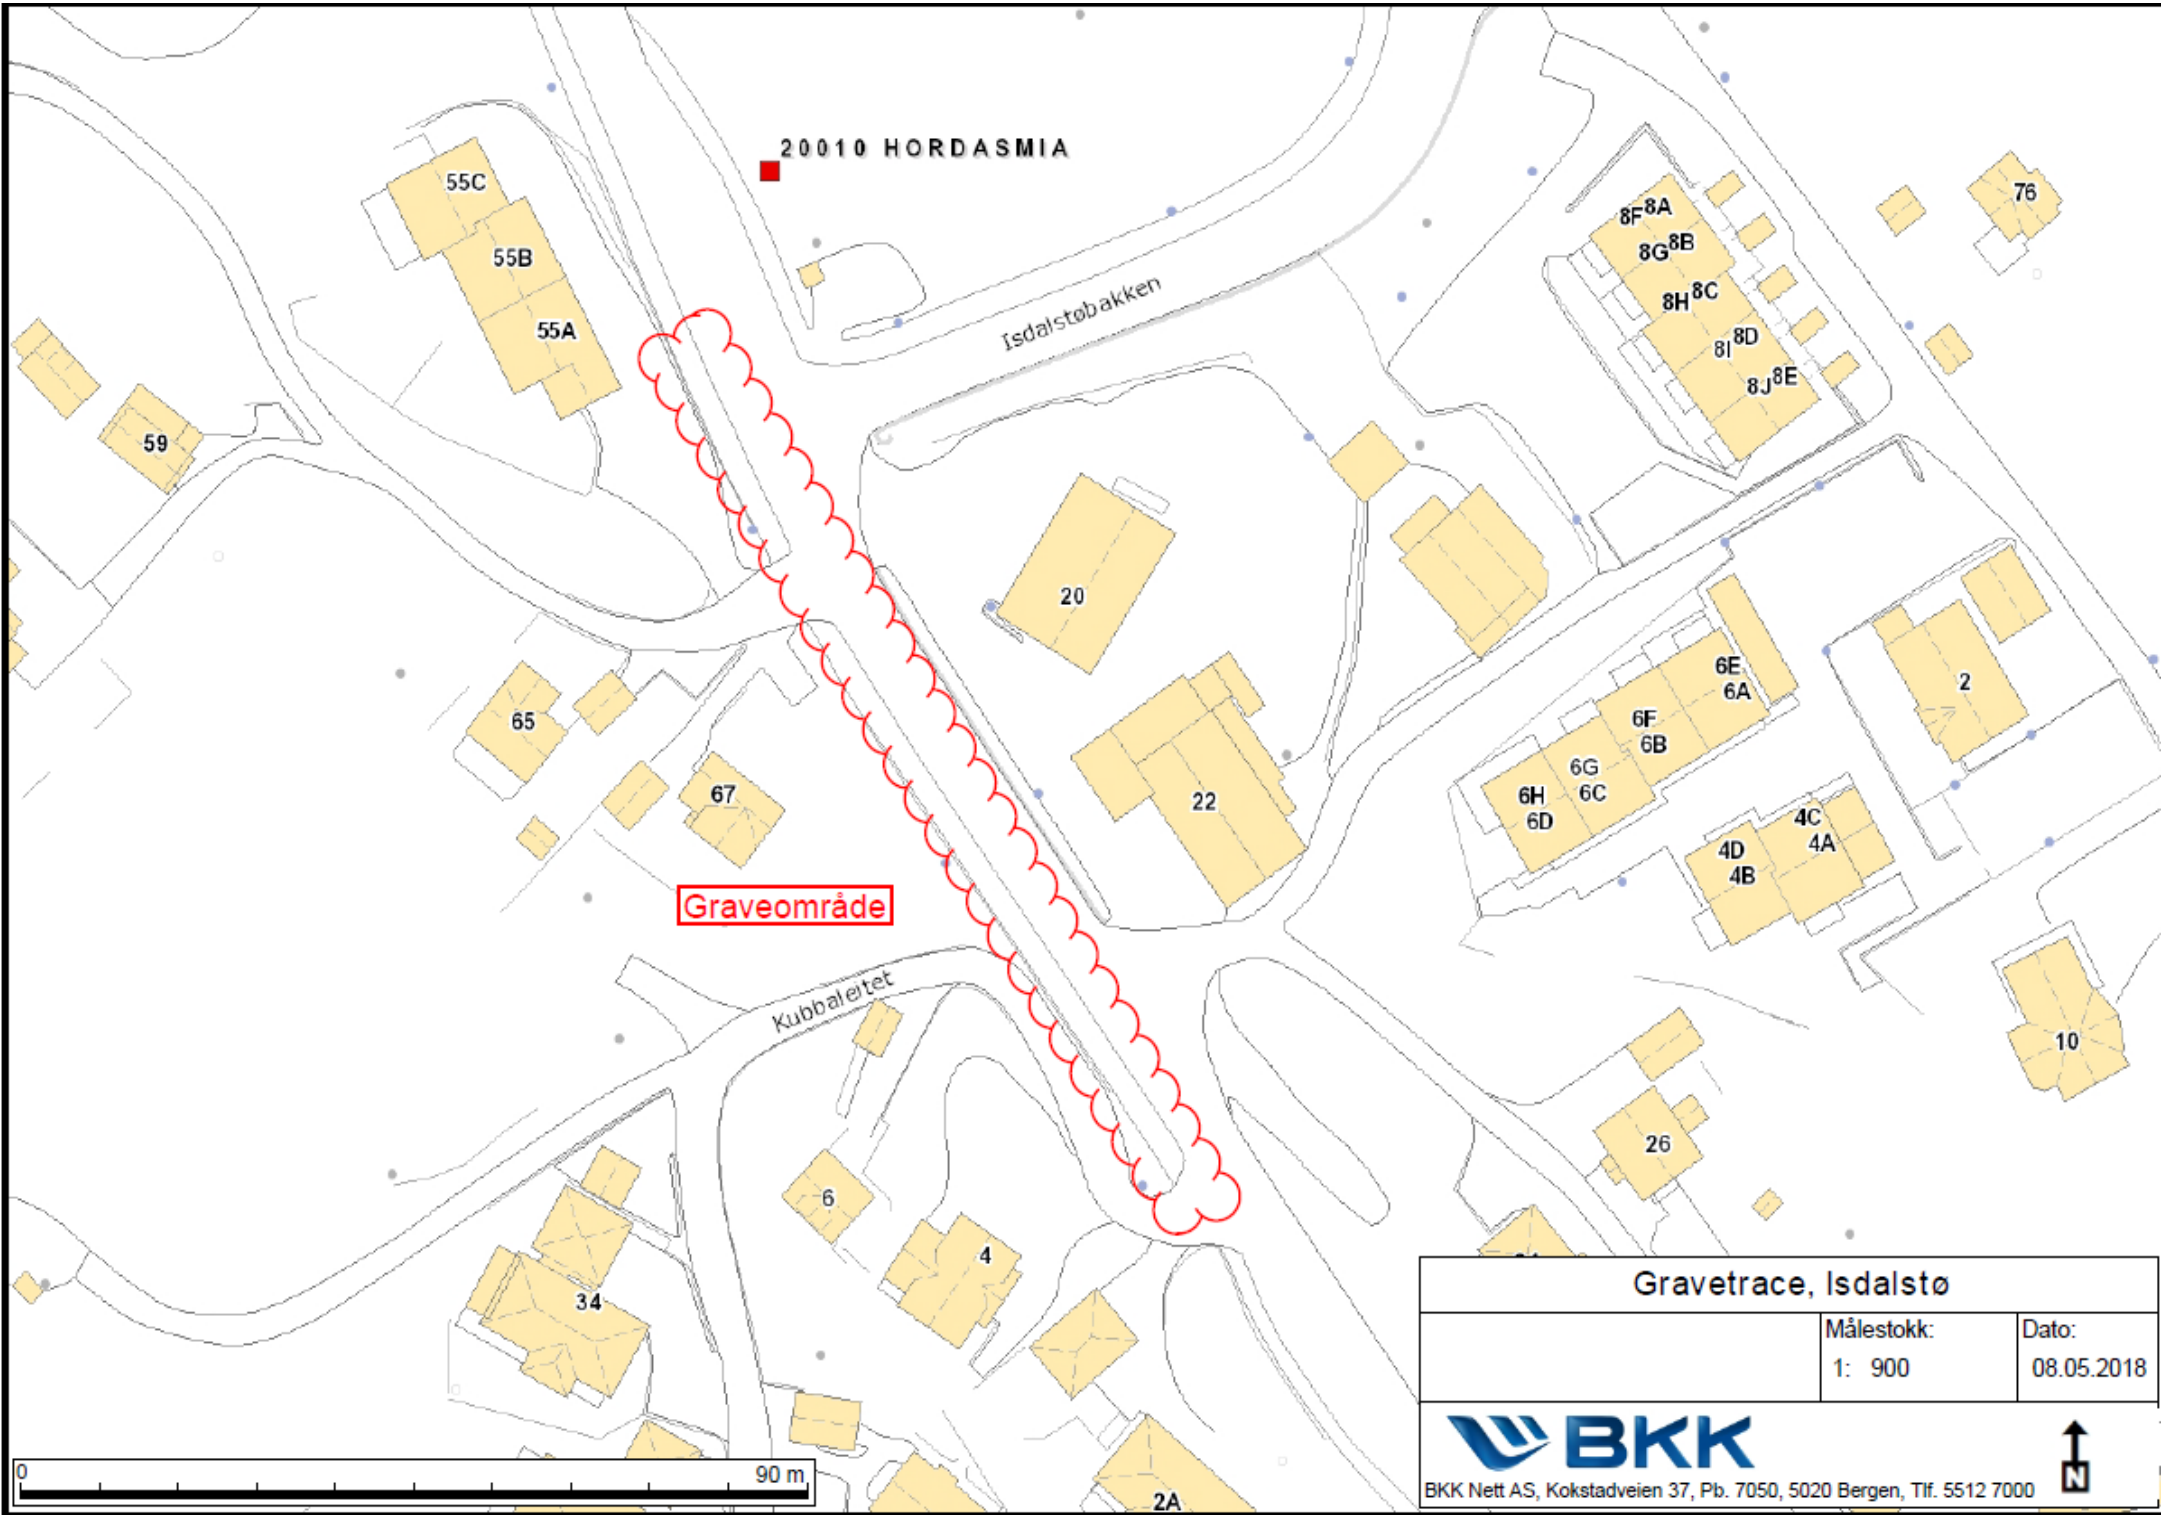 20010 HORDASMIA
55C
55B
55A
8F 8A
8G 8B
8H 8C
8I 8D
8J 8E
76
Isdalstøbakken
59
20
65
67
22
6E
6A
6F
6B
6G
6C
6H
6D
2
4C
4A
4D
4B
Graveområde
Kubbaleitet
10
26
6
4
34
2A
0 90 m
Gravetrace, Isdalstø
Målestokk: Dato:
1: 900 08.05.2018
BKK
BKK Nett AS, Kokstadveien 37, Pb. 7050, 5020 Bergen, Tlf. 5512 7000
N